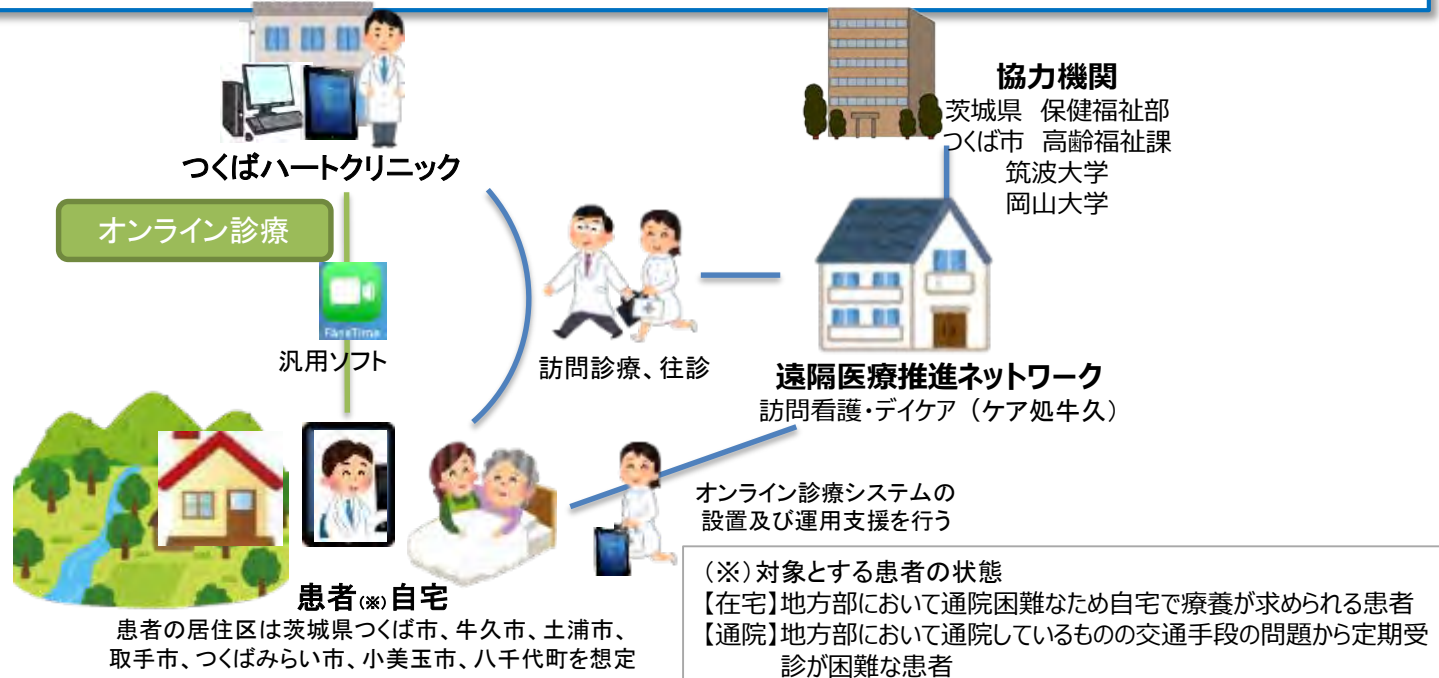 つくばハートクリニック
オンライン診療
FaceTime
汎用ソフト
訪問診療、往診
協力機関
茨城県 保健福祉部
つくば市 高齢福祉課
筑波大学
岡山大学
遠隔医療推進ネットワーク
訪問看護・デイケア（ケア処牛久）
オンライン診療システムの
設置及び運用支援を行う
患者(※)自宅
患者の居住区は茨城県つくば市、牛久市、土浦市、
取手市、つくばみらい市、小美玉市、八千代町を想定
（※）対象とする患者の状態
【在宅】地方部において通院困難なため自宅で療養が求められる患者
【通院】地方部において通院しているものの交通手段の問題から定期受
診が困難な患者